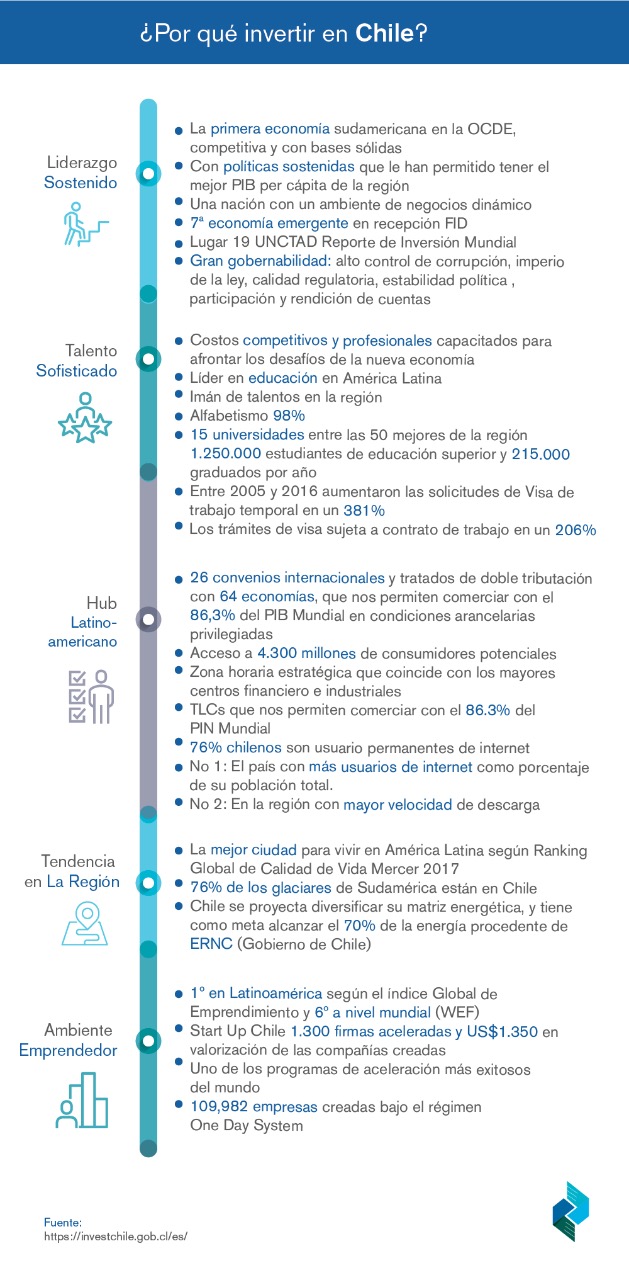 ¿Por qué invertir en Chile?
Liderazgo
Sostenido
• La primera economía sudamericana en la OCDE,
competitiva y con bases sólidas
• Con políticas sostenidas que le han permitido tener el
mejor PIB per cápita de la región
• Una nación con un ambiente de negocios dinámico
• 7ª economía emergente en recepción FID
• Lugar 19 UNCTAD Reporte de Inversión Mundial
• Gran gobernabilidad: alto control de corrupción, imperio
de la ley, calidad regulatoria, estabilidad política ,
participación y rendición de cuentas
Talento
Sofisticado
• Costos competitivos y profesionales capacitados para
afrontar los desafíos de la nueva economía
• Líder en educación en América Latina
• Imán de talentos en la región
• Alfabetismo 98%
• 15 universidades entre las 50 mejores de la región
1.250.000 estudiantes de educación superior y 215.000
graduados por año
• Entre 2005 y 2016 aumentaron las solicitudes de Visa de
trabajo temporal en un 381%
• Los trámites de visa sujeta a contrato de trabajo en un 206%
Hub
Latino-
americano
• 26 convenios internacionales y tratados de doble tributación
con 64 economías, que nos permiten comerciar con el
86,3% del PIB Mundial en condiciones arancelarias
privilegiadas
• Acceso a 4.300 millones de consumidores potenciales
• Zona horaria estratégica que coincide con los mayores
centros financiero e industriales
• TLCs que nos permiten comerciar con el 86.3% del
PIN Mundial
• 76% chilenos son usuario permanentes de internet
• No 1: El país con más usuarios de internet como porcentaje
de su población total.
• No 2: En la región con mayor velocidad de descarga
Tendencia
en La Región
• La mejor ciudad para vivir en América Latina según Ranking
Global de Calidad de Vida Mercer 2017
• 76% de los glaciares de Sudamérica están en Chile
• Chile se proyecta diversificar su matriz energética, y tiene
como meta alcanzar el 70% de la energía procedente de
ERNC (Gobierno de Chile)
Ambiente
Emprendedor
• 1º en Latinoamérica según el índice Global de
Emprendimiento y 6º a nivel mundial (WEF)
• Start Up Chile 1.300 firmas aceleradas y US$1.350 en
valorización de las compañías creadas
• Uno de los programas de aceleración más exitosos
del mundo
• 109,982 empresas creadas bajo el régimen
One Day System
Fuente:
https://investchile.gob.cl/es/